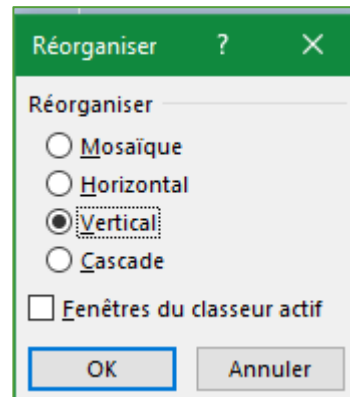 Réorganiser ? ×
Réorganiser
Mosaïque
Horizontal
Vertical
Cascade
Fenêtres du classeur actif
OK Annuler